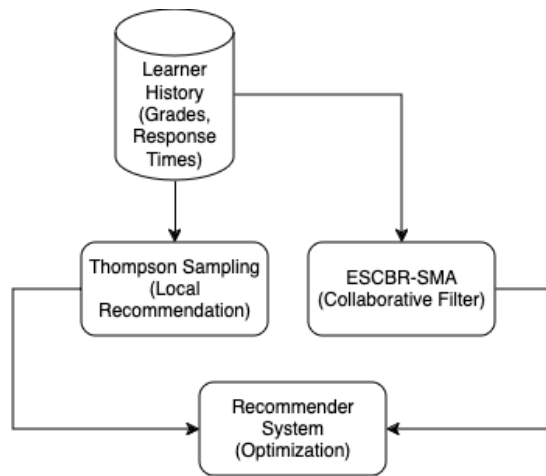 Learner
History
(Grades,
Response
Times)
Thompson Sampling
(Local
Recommendation)
ESCBR-SMA
(Collaborative Filter)
Recommender
System
(Optimization)